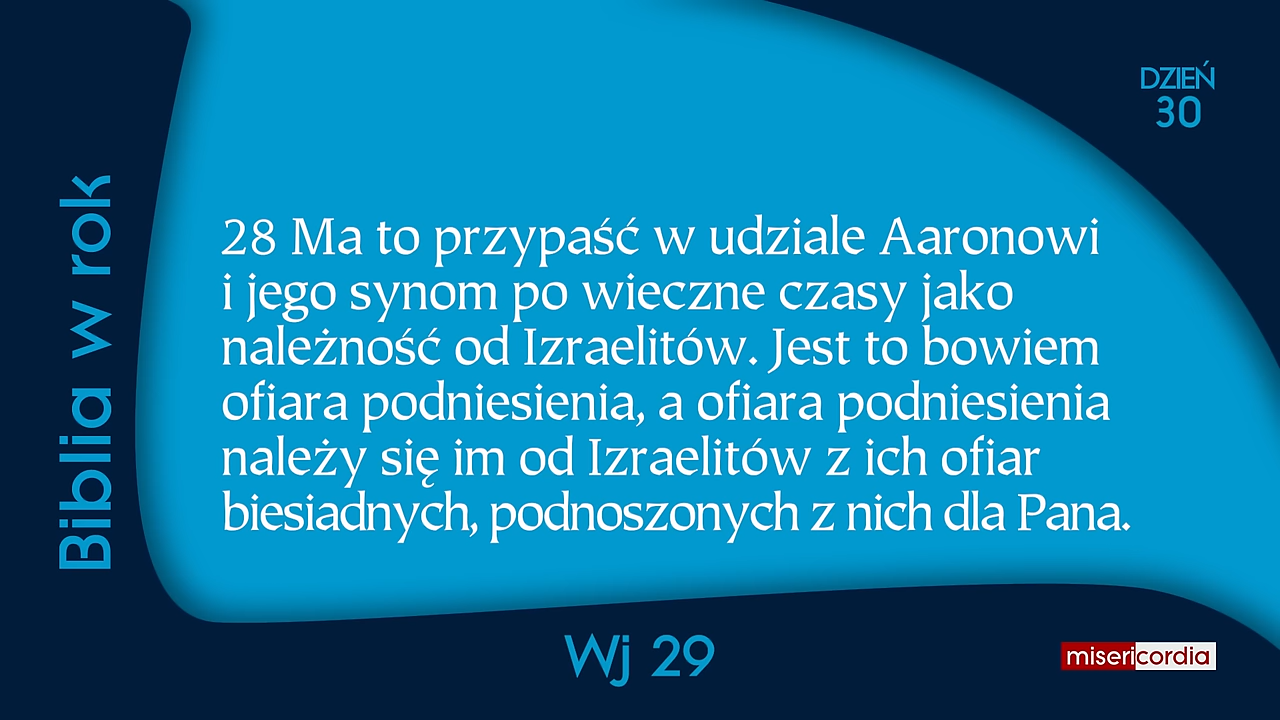 DZIEŃ
30
Biblia w rok
28 Ma to przypaść w udziale Aaronowi
i jego synom po wieczne czasy jako
należność od Izraelitów. Jest to bowiem
ofiara podniesienia, a ofiara podniesienia
należy się im od Izraelitów z ich ofiar
biesiadnych, podnoszonych z nich dla Pana.
Wj 29
misericordia